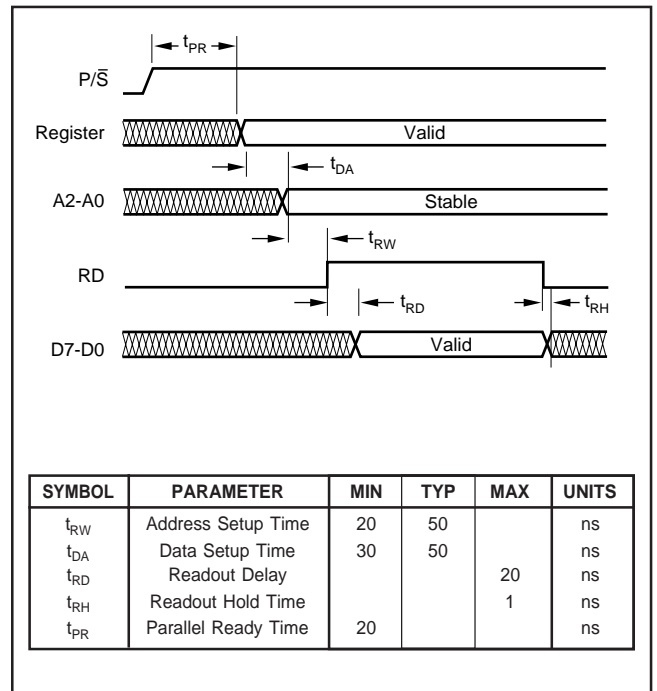 tPR
P/S̅
Register Valid
tDA
A2-A0 Stable
tRW
RD
tRD tRH
D7-D0 Valid
SYMBOL PARAMETER MIN TYP MAX UNITS
tRW Address Setup Time 20 50 ns
tDA Data Setup Time 30 50 ns
tRD Readout Delay 20 ns
tRH Readout Hold Time 1 ns
tPR Parallel Ready Time 20 ns